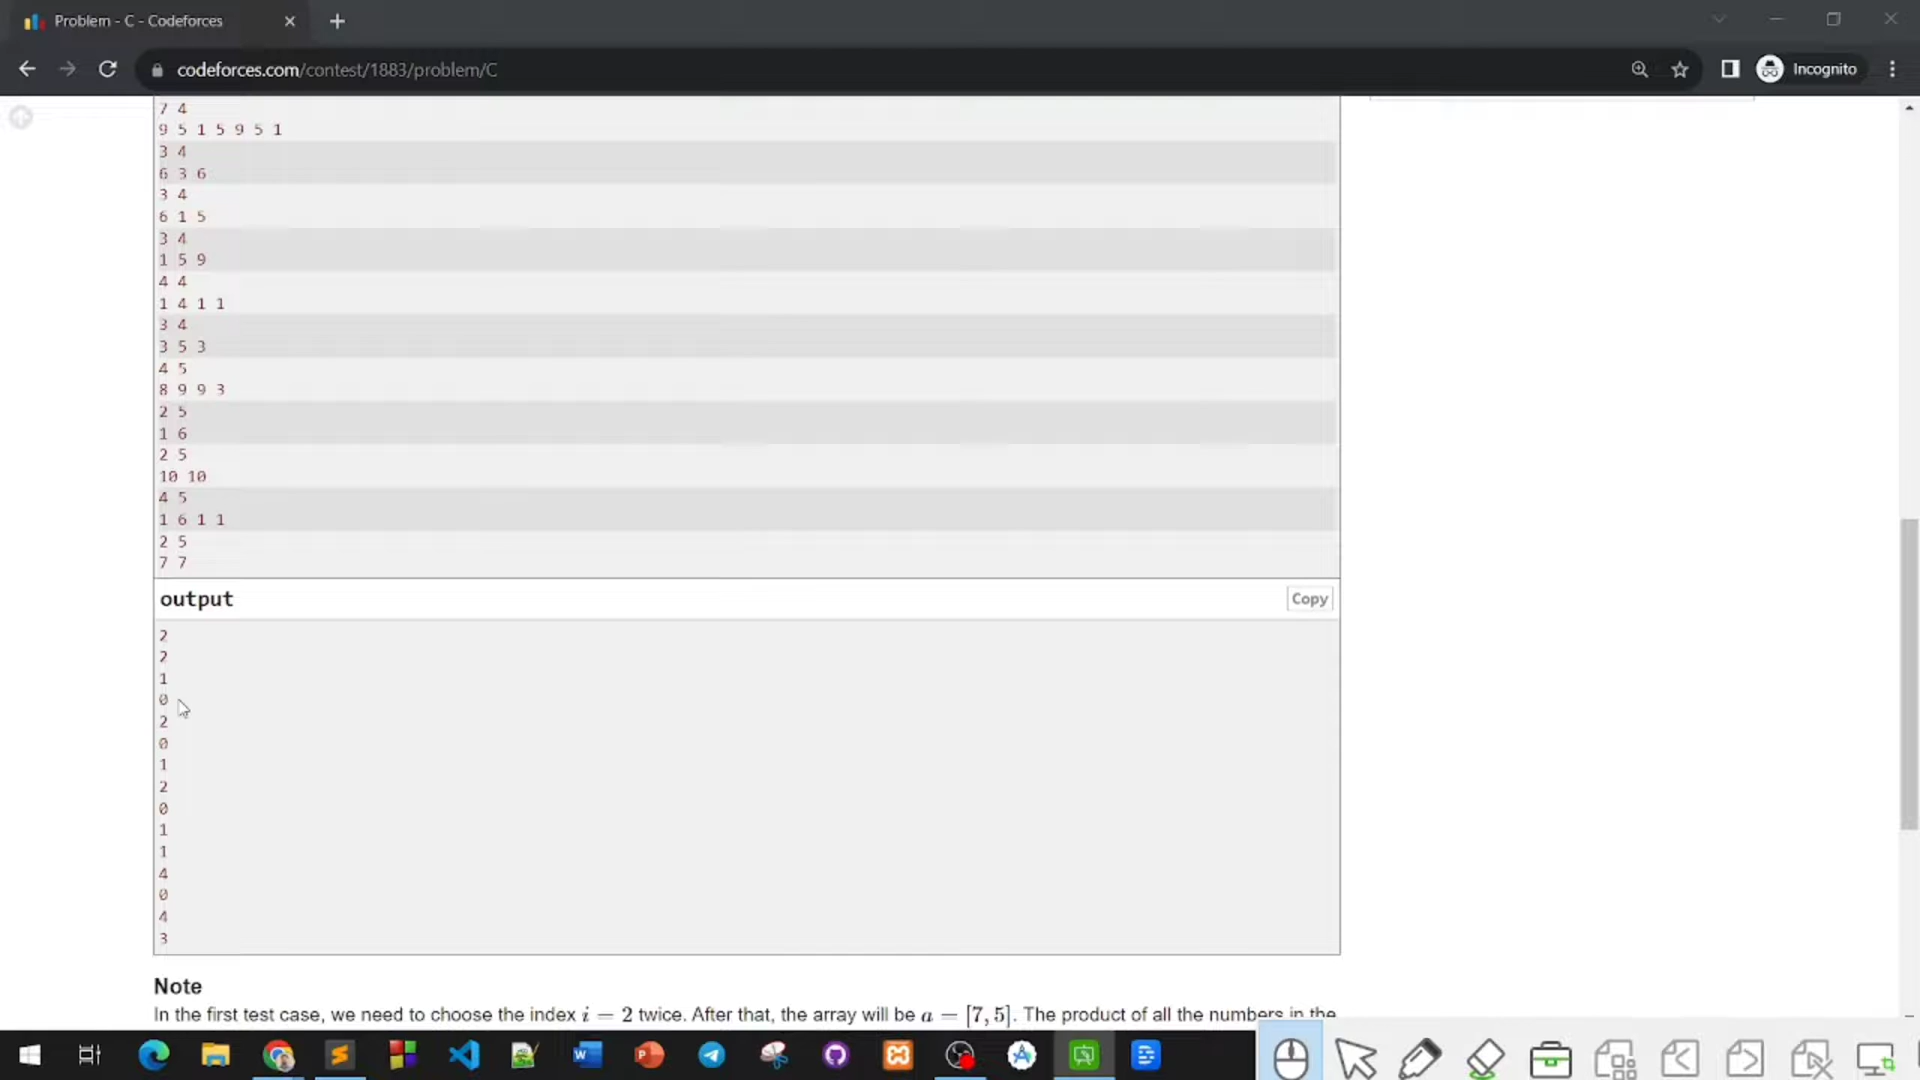 Problem - C - Codeforces
codeforces.com/contest/1883/problem/C
Incognito
7 4
9 5 1 5 9 5 1
3 4
6 3 6
3 4
6 1 5
3 4
1 5 9
4 4
1 4 1 1
3 4
3 5 3
4 5
8 9 9 3
2 5
1 6
2 5
10 10
4 5
1 6 1 1
2 5
7 7
output
Copy
2
2
1
0
2
0
1
2
0
1
1
4
0
4
3
Note
In the first test case, we need to choose the index i = 2 twice. After that, the array will be a = [7, 5]. The product of all the numbers in the